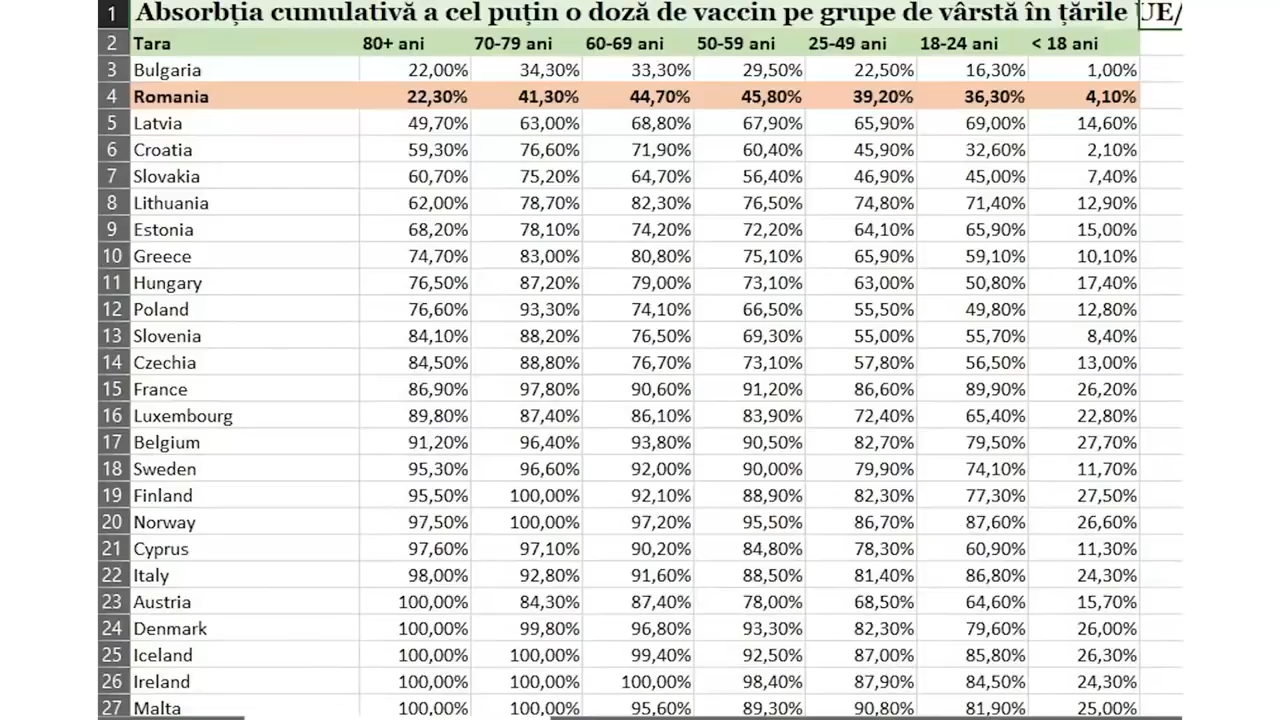 1 Absorbția cumulativă a cel puțin o doză de vaccin pe grupe de vârstă în țările UE/
2 Tara 80+ ani 70-79 ani 60-69 ani 50-59 ani 25-49 ani 18-24 ani < 18 ani
3 Bulgaria 22,00% 34,30% 33,30% 29,50% 22,50% 16,30% 1,00%
4 Romania 22,30% 41,30% 44,70% 45,80% 39,20% 36,30% 4,10%
5 Latvia 49,70% 63,00% 68,80% 67,90% 65,90% 69,00% 14,60%
6 Croatia 59,30% 76,60% 71,90% 60,40% 45,90% 32,60% 2,10%
7 Slovakia 60,70% 75,20% 64,70% 56,40% 46,90% 45,00% 7,40%
8 Lithuania 62,00% 78,70% 82,30% 76,50% 74,80% 71,40% 12,90%
9 Estonia 68,20% 78,10% 74,20% 72,20% 64,10% 65,90% 15,00%
10 Greece 74,70% 83,00% 80,80% 75,10% 65,90% 59,10% 10,10%
11 Hungary 76,50% 87,20% 79,00% 73,10% 63,00% 50,80% 17,40%
12 Poland 76,60% 93,30% 74,10% 66,50% 55,50% 49,80% 12,80%
13 Slovenia 84,10% 88,20% 76,50% 69,30% 55,00% 55,70% 8,40%
14 Czechia 84,50% 88,80% 76,70% 73,10% 57,80% 56,50% 13,00%
15 France 86,90% 97,80% 90,60% 91,20% 86,60% 89,90% 26,20%
16 Luxembourg 89,80% 87,40% 86,10% 83,90% 72,40% 65,40% 22,80%
17 Belgium 91,20% 96,40% 93,80% 90,50% 82,70% 79,50% 27,70%
18 Sweden 95,30% 96,60% 92,00% 90,00% 79,90% 74,10% 11,70%
19 Finland 95,50% 100,00% 92,10% 88,90% 82,30% 77,30% 27,50%
20 Norway 97,50% 100,00% 97,20% 95,50% 86,70% 87,60% 26,60%
21 Cyprus 97,60% 97,10% 90,20% 84,80% 78,30% 60,90% 11,30%
22 Italy 98,00% 92,80% 91,60% 88,50% 81,40% 86,80% 24,30%
23 Austria 100,00% 84,30% 87,40% 78,00% 68,50% 64,60% 15,70%
24 Denmark 100,00% 99,80% 96,80% 93,30% 82,30% 79,60% 26,00%
25 Iceland 100,00% 100,00% 99,40% 92,50% 87,00% 85,80% 26,30%
26 Ireland 100,00% 100,00% 100,00% 98,40% 87,90% 84,50% 24,30%
27 Malta 100,00% 100,00% 95,60% 89,30% 90,80% 81,90% 25,00%